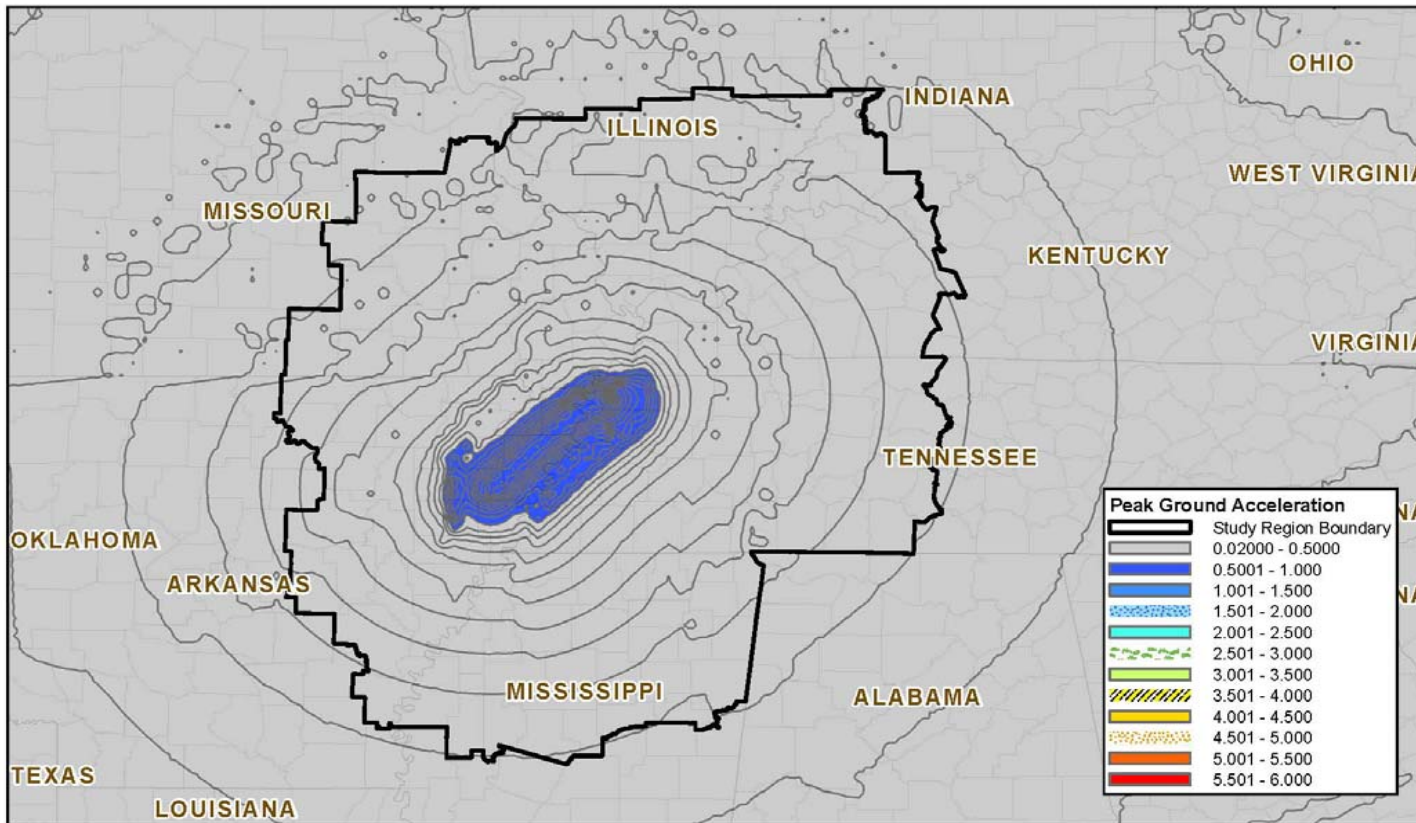 OHIO
INDIANA
ILLINOIS
WEST VIRGINIA
MISSOURI
KENTUCKY
VIRGINIA
TENNESSEE
OKLAHOMA
ARKANSAS
MISSISSIPPI
ALABAMA
TEXAS
LOUISIANA
NA
NA
Peak Ground Acceleration
Study Region Boundary
0.02000 - 0.5000
0.5001 - 1.000
1.001 - 1.500
1.501 - 2.000
2.001 - 2.500
2.501 - 3.000
3.001 - 3.500
3.501 - 4.000
4.001 - 4.500
4.501 - 5.000
5.001 - 5.500
5.501 - 6.000